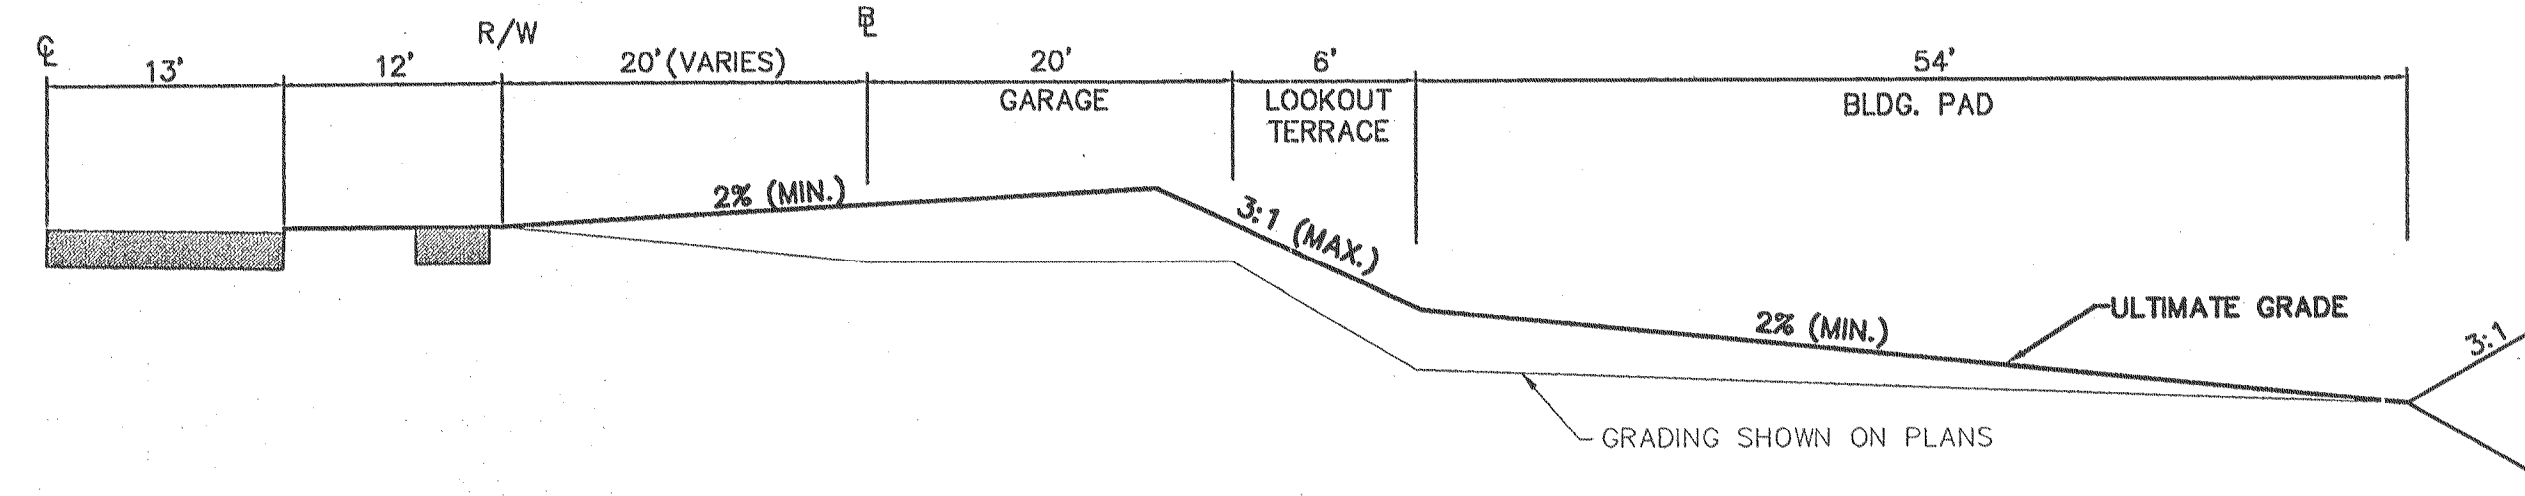 ℄
13'
12'
R/W
20' (VARIES)
BL
20'
6'
54'
GARAGE
LOOKOUT
TERRACE
BLDG. PAD
2% (MIN.)
3:1 (MAX.)
2% (MIN.)
ULTIMATE GRADE
3:1
GRADING SHOWN ON PLANS